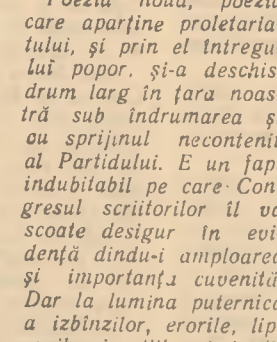 Poezia nouă, poezia
care aparține proletaria
tului, și prin el întregu
lui popor, și-a deschis
drum larg în țara noas
tră sub îndrumarea ș
cu sprijinul necontenit
al Partidului. E un fap
indubitabil pe care Con
gresul scriitorilor îl va
scoate desigur în evi
dență dindu-i amploarea
și importanța cuvenită
Dar la lumina puternică
a izbînzilor, erorile, lip